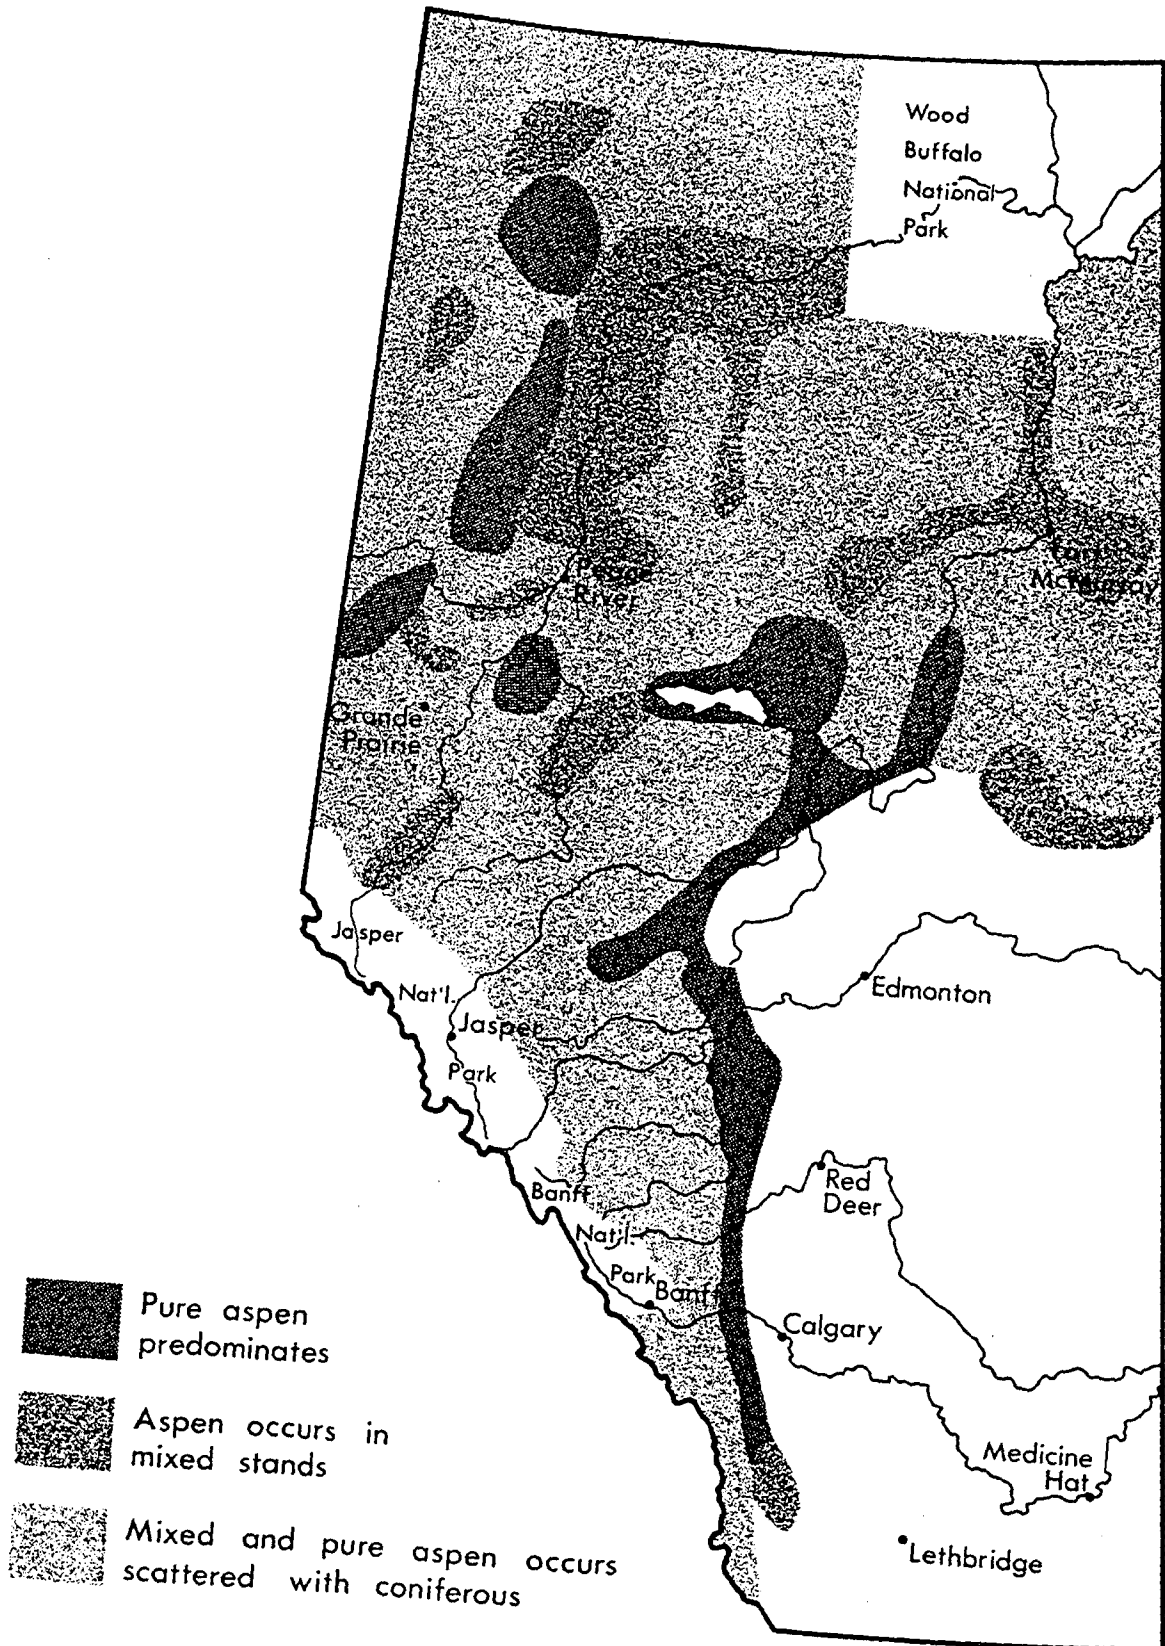 Wood
Buffalo
National
Park
Fort
McMurray
Peace
River
Grande
Prairie
Jasper
Nat'l.
Jasper
Park
Edmonton
Red
Deer
Banff
Nat'l.
Park
Banff
Calgary
Medicine
Hat
Lethbridge
Pure aspen
predominates
Aspen occurs in
mixed stands
Mixed and pure aspen occurs
scattered with coniferous